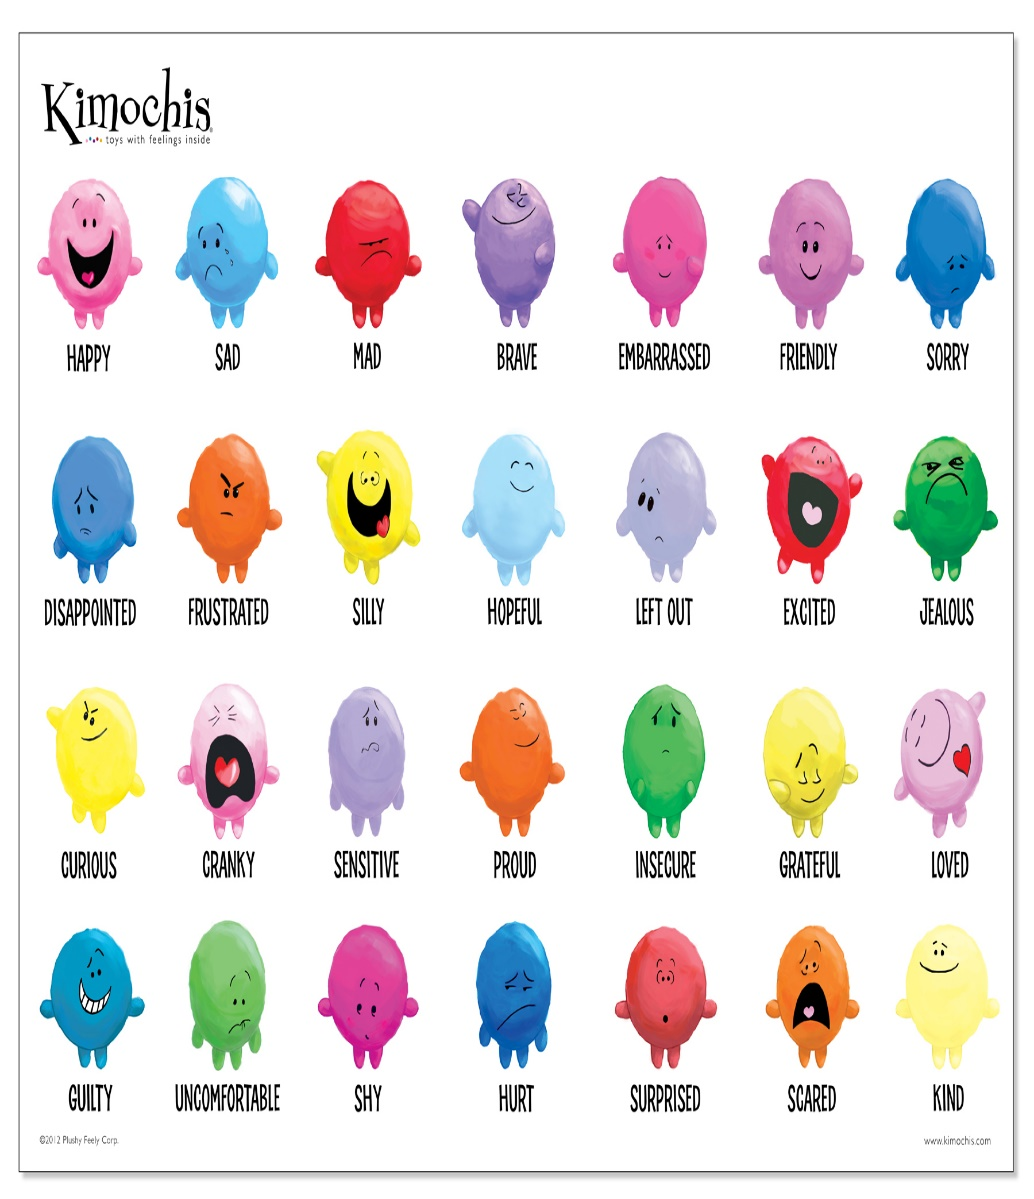 Kimochis
toys with feelings inside
HAPPY SAD MAD BRAVE EMBARRASSED FRIENDLY SORRY
DISAPPOINTED FRUSTRATED SILLY HOPEFUL LEFT OUT EXCITED JEALOUS
CURIOUS CRANKY SENSITIVE PROUD INSECURE GRATEFUL LOVED
GUILTY UNCOMFORTABLE SHY HURT SURPRISED SCARED KIND
©2012 Plushy Feely Corp. www.kimochis.com